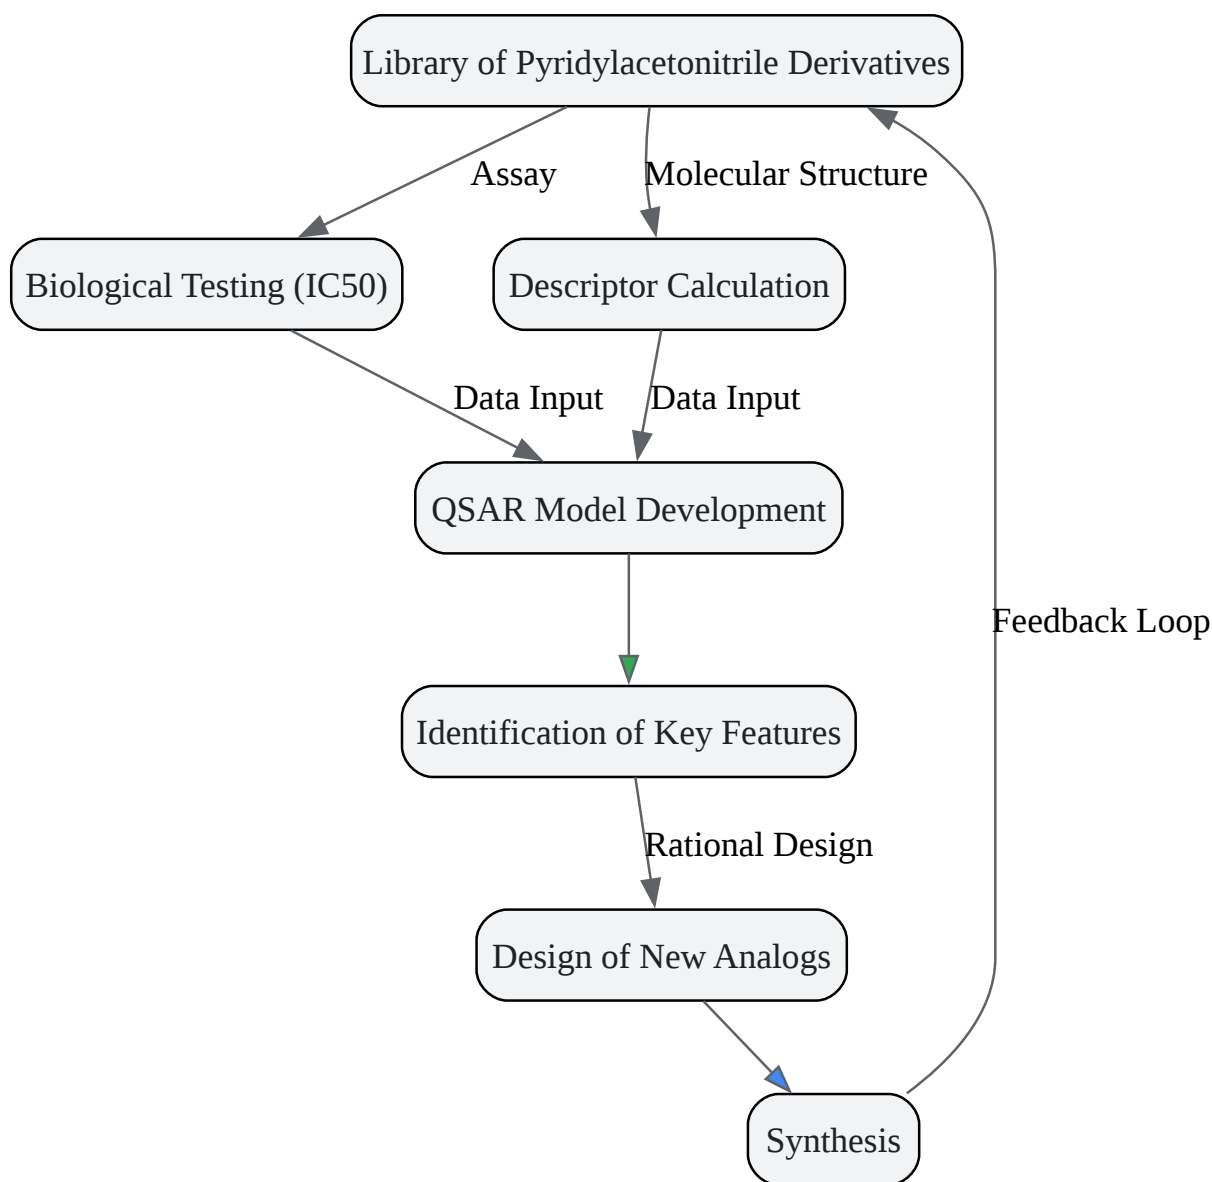 Library of Pyridylacetonitrile Derivatives
Assay
Molecular Structure
Biological Testing (IC50)
Descriptor Calculation
Data Input
Data Input
QSAR Model Development
Feedback Loop
Identification of Key Features
Rational Design
Design of New Analogs
Synthesis